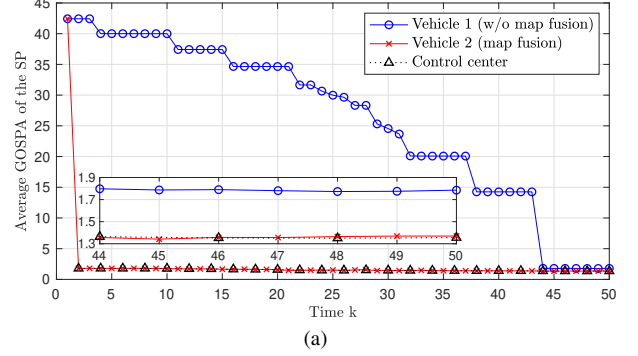 45
40
35
30
25
20
15
10
5
0
Average GOSPA of the SP
Vehicle 1 (w/o map fusion)
Vehicle 2 (map fusion)
Control center
1.9
1.7
1.5
1.3
44 45 46 47 48 49 50
0 5 10 15 20 25 30 35 40 45 50
Time k
(a)